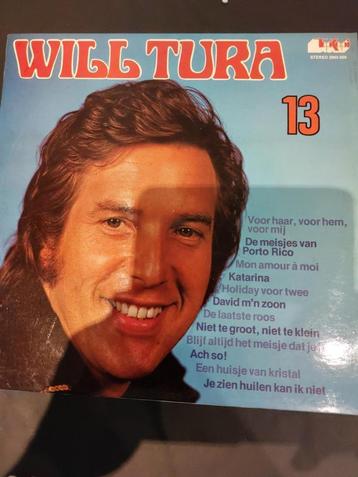 WILL TURA
STEREO
13
Voor haar, voor hem,
voor mij
De meisjes van
Porto Rico
Mon amour à moi
Katarina
Holiday voor twee
David m'n zoon
De laatste roos
Niet te groot, niet te klein
Blijf altijd het meisje dat je
Ach so!
Een huisje van kristal
Je zien huilen kan ik niet